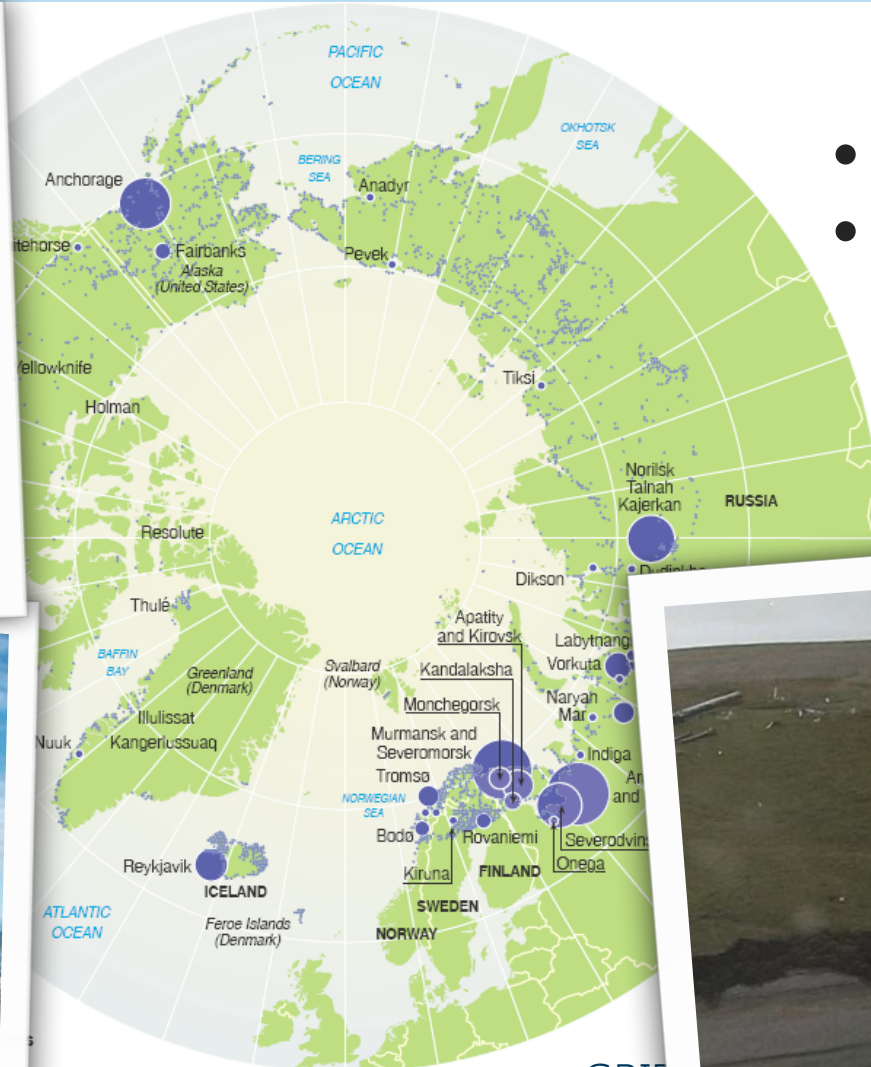 PACIFIC
OCEAN
OKHOTSK
SEA
BERING
SEA
Anchorage
Anadyr
itehorse
Fairbanks
Alaska
(United States)
Pevek
Yellowknife
Tiksi
Holman
Norilsk
Talnah
Kajerkan
RUSSIA
ARCTIC
OCEAN
Resolute
Dikson
Thulé
Apatity
and Kirovsk
Labytnangi
BAFFIN
BAY
Vorkuta
Kandalaksha
Svalbard
(Norway)
Greenland
(Denmark)
Naryan
Mar
Monchegorsk
Illulissat
Murmansk and
Severomorsk
Nuuk
Kangerlussuaq
Indiga
Tromsø
and
NORWEGIAN
SEA
Bodø
Rovaniemi
Severodvins
Reykjavik
Onega
Kiruna
FINLAND
ICELAND
SWEDEN
ATLANTIC
OCEAN
Feroe Islands
(Denmark)
NORWAY